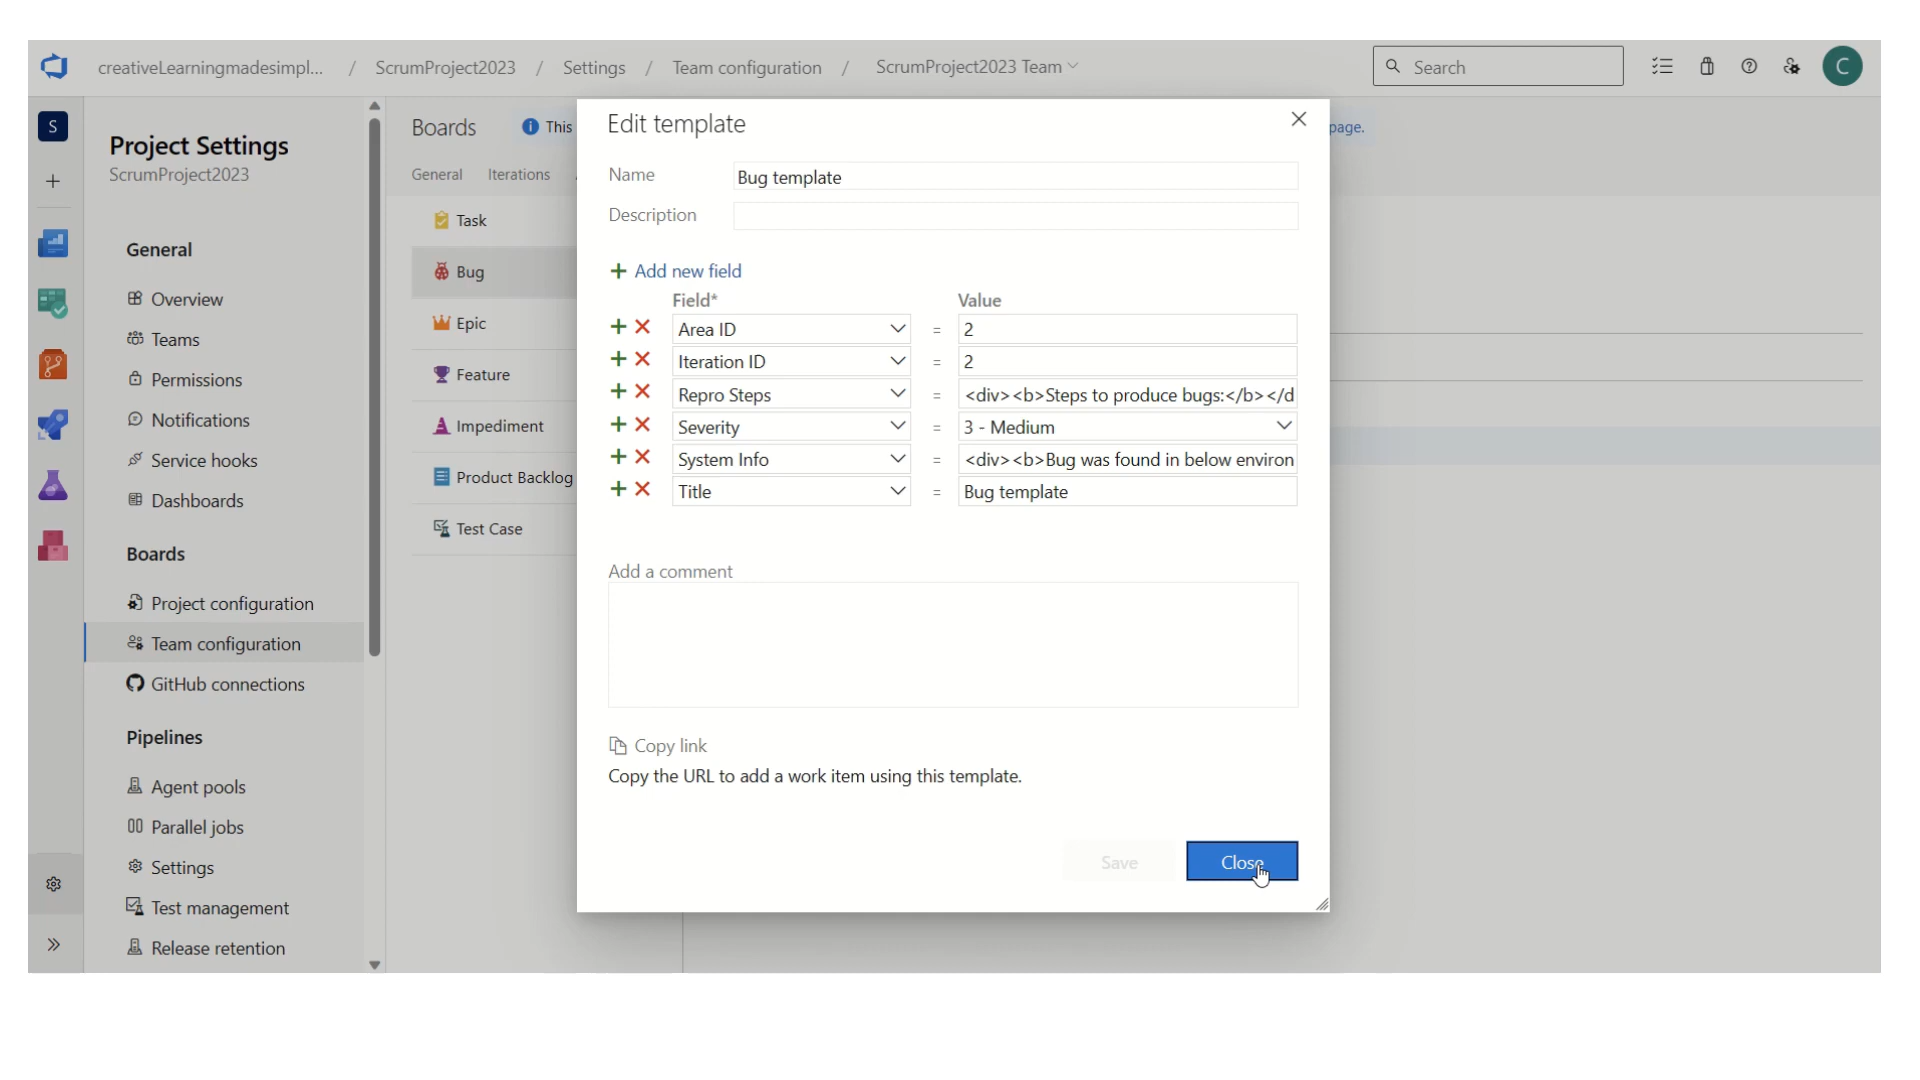 creativeLearningmadesimpl... / ScrumProject2023 / Settings / Team configuration / ScrumProject2023 Team
Search
C
S
Project Settings
ScrumProject2023
General
Overview
Teams
Permissions
Notifications
Service hooks
Dashboards
Boards
Project configuration
Team configuration
GitHub connections
Pipelines
Agent pools
Parallel jobs
Settings
Test management
Release retention
Boards
This
page.
General Iterations
Task
Bug
Epic
Feature
Impediment
Product Backlog
Test Case
Edit template
Name Bug template
Description
+ Add new field
Field* Value
Area ID = 2
Iteration ID = 2
Repro Steps = <div><b>Steps to produce bugs:</b></d
Severity = 3 - Medium
System Info = <div><b>Bug was found in below environ
Title = Bug template
Add a comment
Copy link
Copy the URL to add a work item using this template.
Save Close